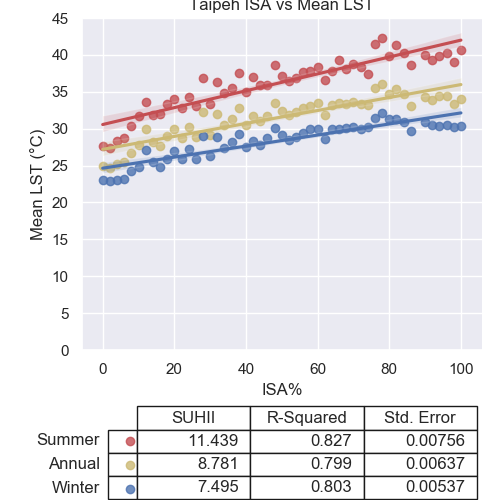 Taipeh ISA vs Mean LST
45
40
35
30
25
20
15
10
5
0
Mean LST (°C)
0 20 40 60 80 100
ISA%
SUHII R-Squared Std. Error
Summer 11.439 0.827 0.00756
Annual 8.781 0.799 0.00637
Winter 7.495 0.803 0.00537